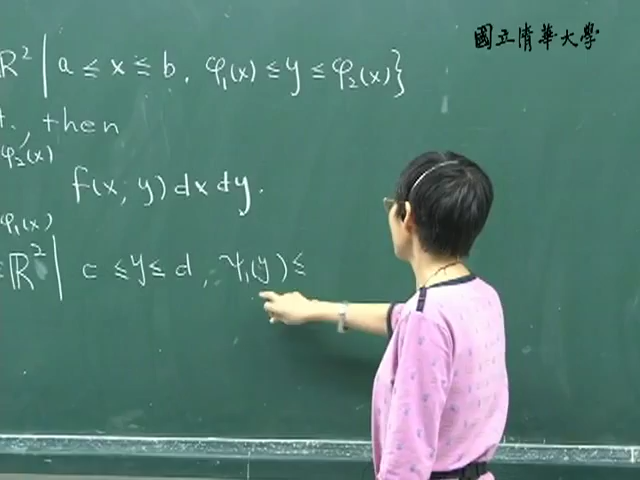 國立清華大學
ℝ² | a ≤ x ≤ b, φ₁(x) ≤ y ≤ φ₂(x)}
t, then
φ₂(x)
f(x, y) dx dy.
φ₁(x)
∈ ℝ² | c ≤ y ≤ d, ψ₁(y) ≤